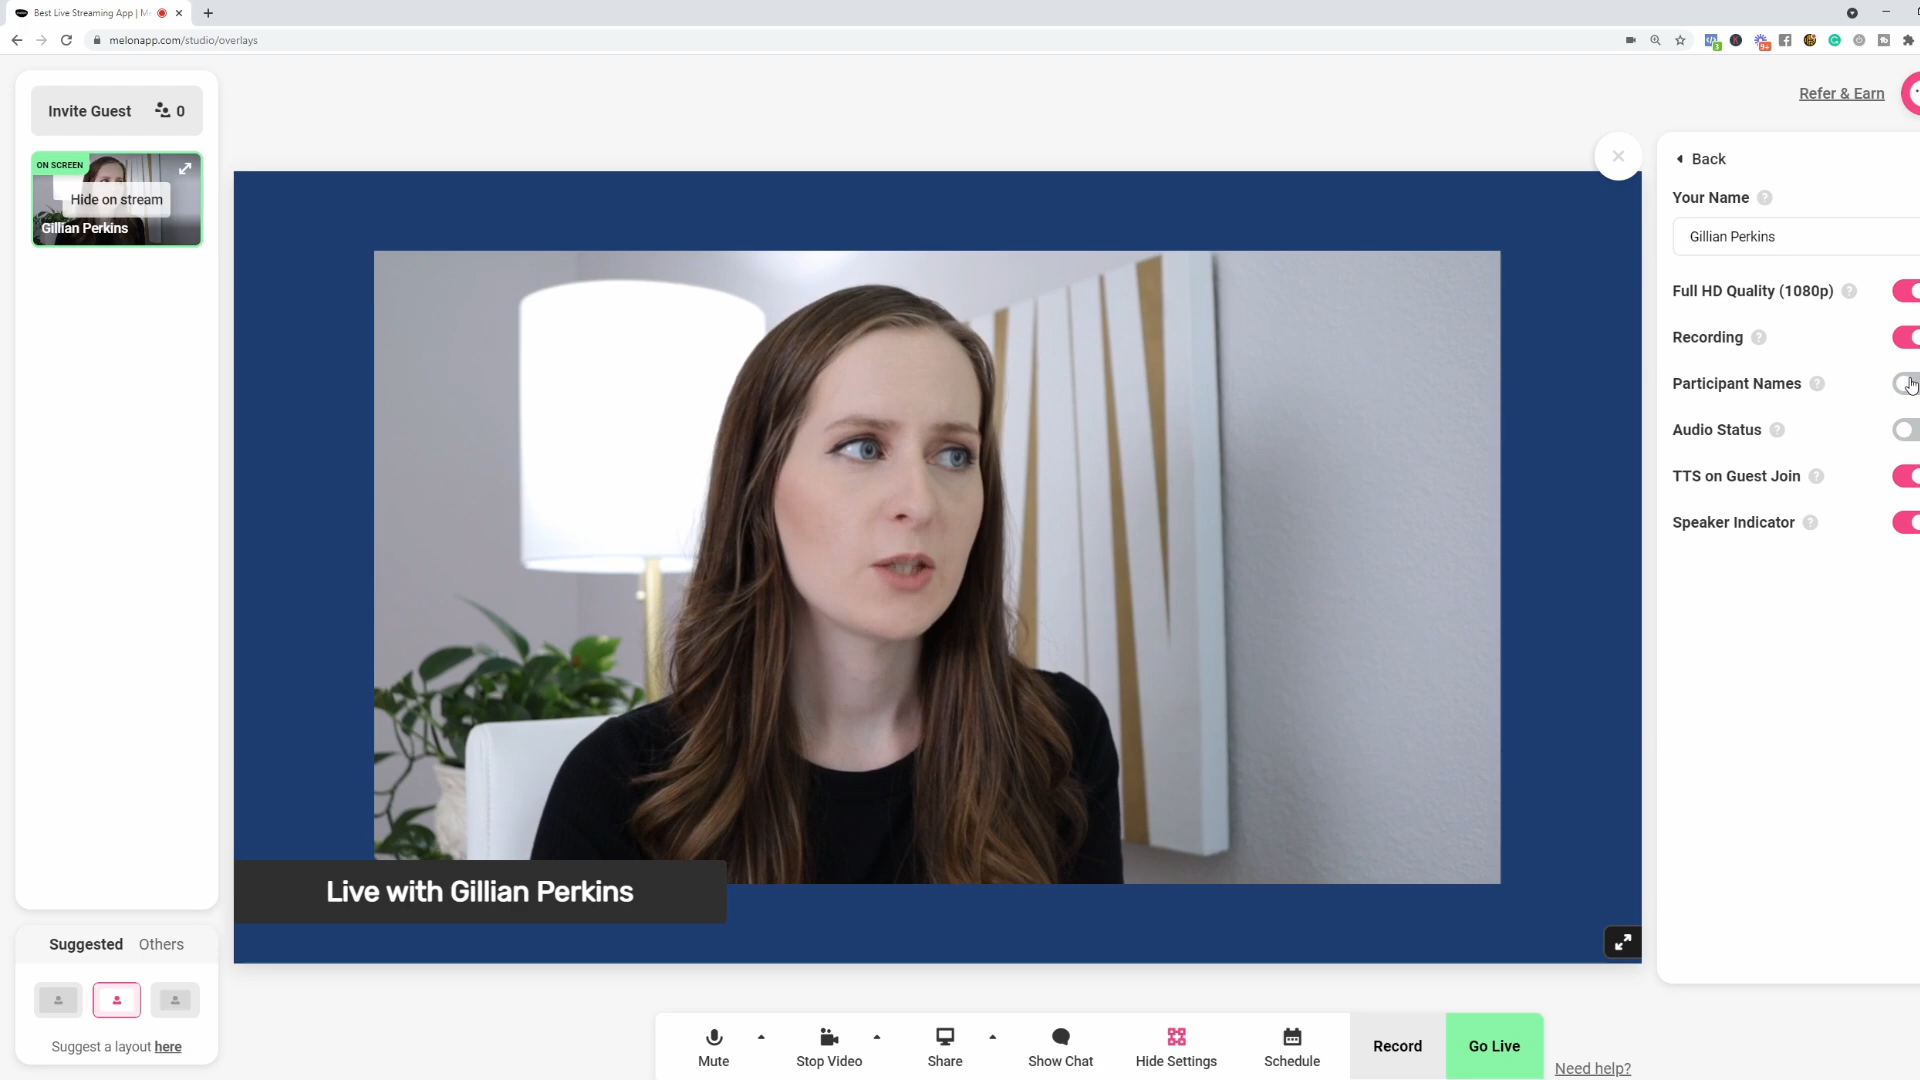 Best Live Streaming App | M
melonapp.com/studio/overlays
3
9+
Invite Guest 0
Refer & Earn
ON SCREEN
Hide on stream
Gillian Perkins
Back
Your Name ?
Gillian Perkins
Full HD Quality (1080p) ?
Recording ?
Participant Names ?
Audio Status ?
TTS on Guest Join ?
Speaker Indicator ?
Live with Gillian Perkins
Suggested Others
Suggest a layout here
Mute
Stop Video
Share
Show Chat
Hide Settings
Schedule
Record
Go Live
Need help?